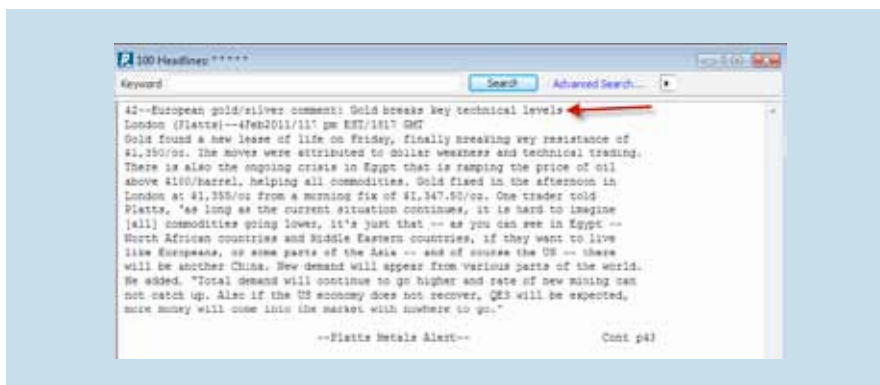 100 Headlines *****
Keyword
Search
Advanced Search...
42--European gold/silver comment: Gold breaks key technical levels
London (Platts)--4Feb2011/117 pm EST/1817 GMT
Gold found a new lease of life on Friday, finally breaking key resistance of
$1,350/oz. The moves were attributed to dollar weakness and technical trading.
There is also the ongoing crisis in Egypt that is ramping the price of oil
above $100/barrel, helping all commodities. Gold fixed in the afternoon in
London at $1,355/oz from a morning fix of $1,347.50/oz. One trader told
Platts, "as long as the current situation continues, it is hard to imagine
[all] commodities going lower, it's just that -- as you can see in Egypt --
North African countries and Middle Eastern countries, if they want to live
like Europeans, or some parts of the Asia -- and of course the US -- there
will be another China. New demand will appear from various parts of the world.
He added. "Total demand will continue to go higher and rate of new mining can
not catch up. Also if the US economy does not recover, QE3 will be expected,
more money will come into the market with nowhere to go."
--Platts Metals Alert--
Cont p43